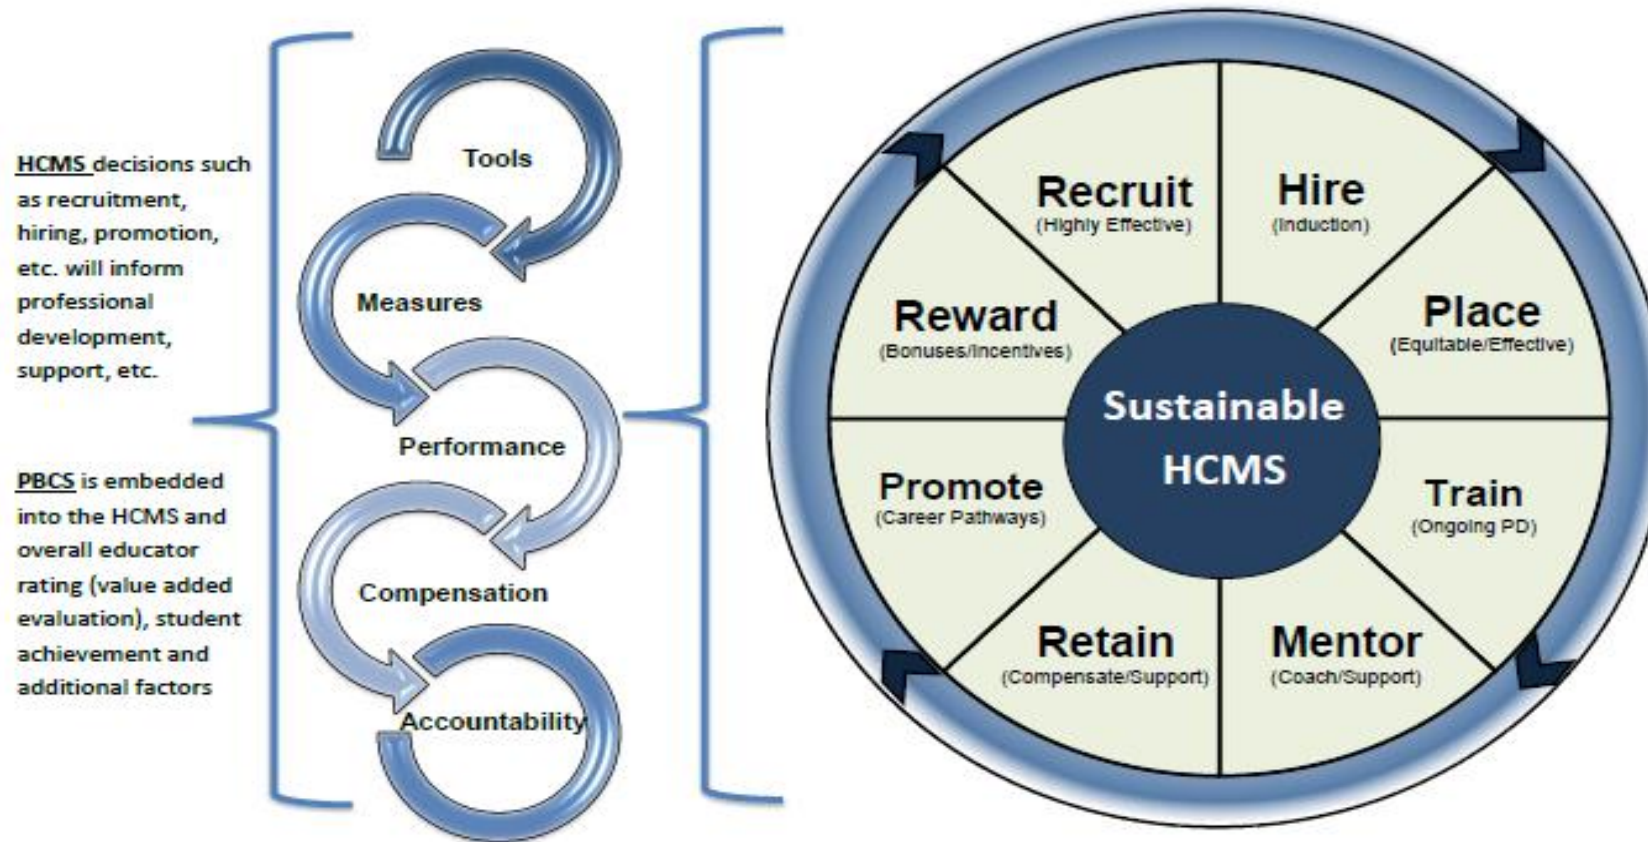 HCMS decisions such
as recruitment,
hiring, promotion,
etc. will inform
professional
development,
support, etc.
PBCS is embedded
into the HCMS and
overall educator
rating (value added
evaluation), student
achievement and
additional factors
Tools
Measures
Performance
Compensation
Accountability
Recruit
(Highly Effective)
Hire
(Induction)
Place
(Equitable/Effective)
Train
(Ongoing PD)
Mentor
(Coach/Support)
Retain
(Compensate/Support)
Promote
(Career Pathways)
Reward
(Bonuses/Incentives)
Sustainable
HCMS